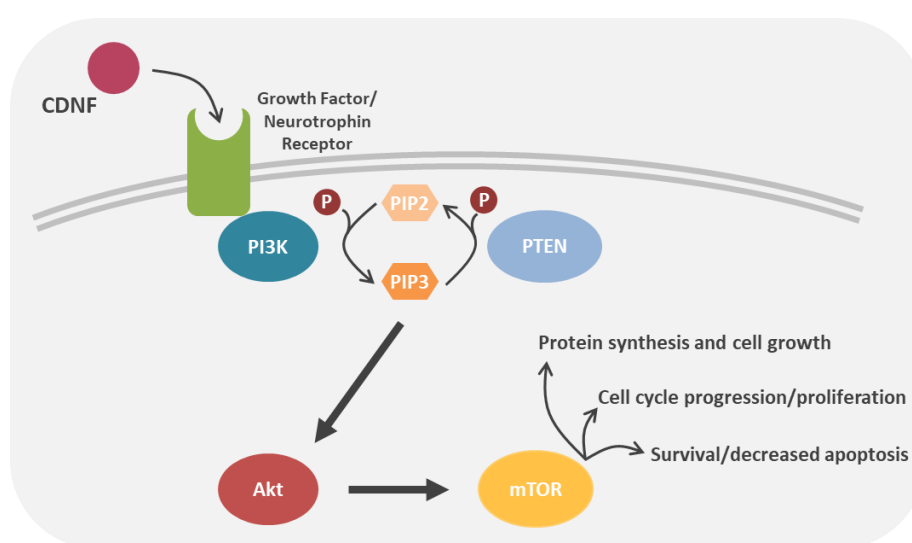 CDNF
Growth Factor/
Neurotrophin
Receptor
P
PIP2
P
PI3K
PTEN
PIP3
Protein synthesis and cell growth
Cell cycle progression/proliferation
Survival/decreased apoptosis
Akt
mTOR